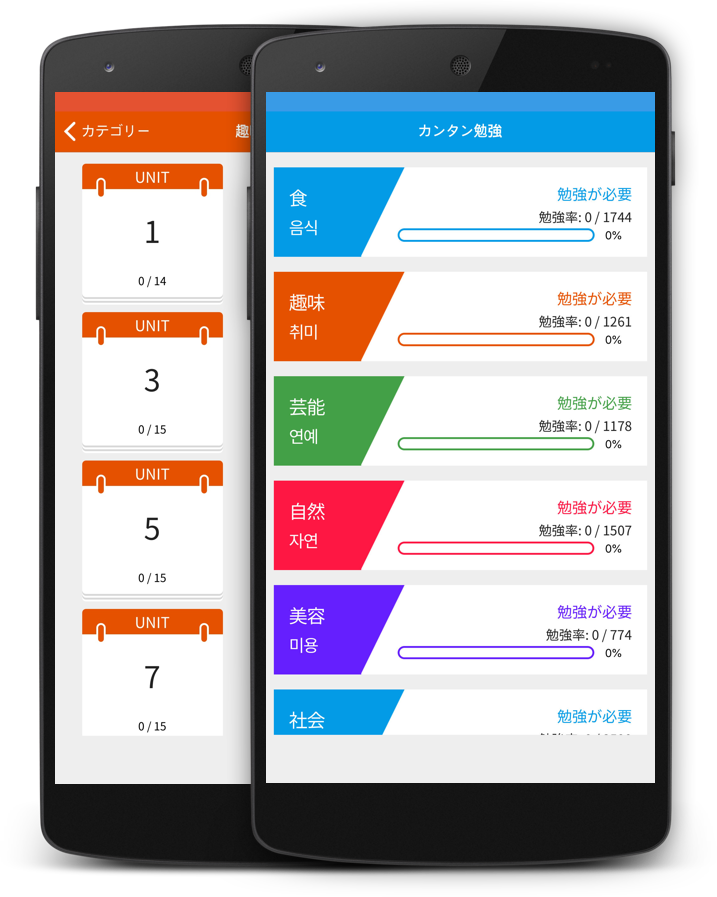 カテゴリー
UNIT
1
0 / 14
UNIT
3
0 / 15
UNIT
5
0 / 15
UNIT
7
0 / 15
カンタン勉強
食
음식
勉強が必要
勉強率: 0 / 1744
0%
趣味
취미
勉強が必要
勉強率: 0 / 1261
0%
芸能
연예
勉強が必要
勉強率: 0 / 1178
0%
自然
자연
勉強が必要
勉強率: 0 / 1507
0%
美容
미용
勉強が必要
勉強率: 0 / 774
0%
社会
勉強が必要